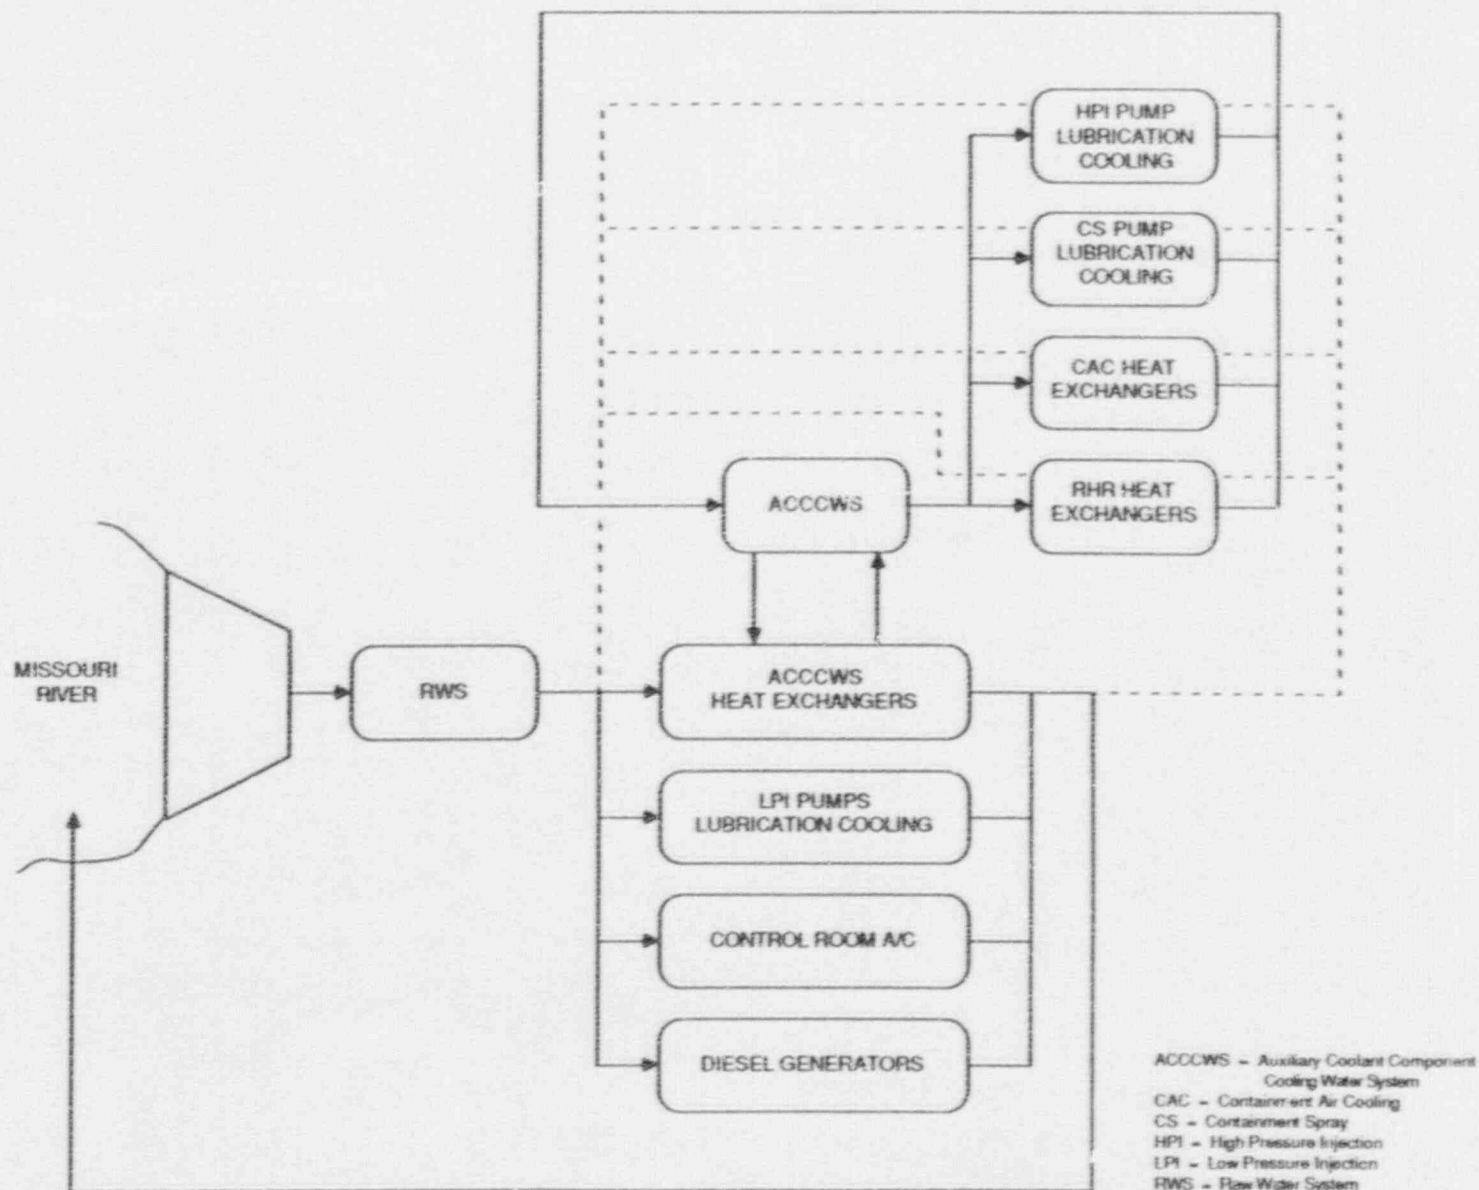 HPI PUMP
LUBRICATION
COOLING
CS PUMP
LUBRICATION
COOLING
CAC HEAT
EXCHANGERS
ACCCWS
RHR HEAT
EXCHANGERS
MISSOURI
RIVER
RWS
ACCCWS
HEAT EXCHANGERS
LPI PUMPS
LUBRICATION COOLING
CONTROL ROOM A/C
DIESEL GENERATORS
ACCCWS – Auxiliary Coolant Component
Cooling Water System
CAC – Containment Air Cooling
CS – Containment Spray
HPI – High Pressure Injection
LPI – Low Pressure Injection
RWS – Raw Water System